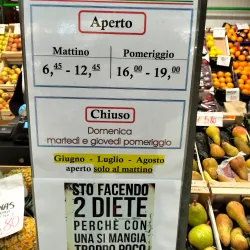 Aperto
Mattino Pomeriggio
6,45 - 12,45 16,00 - 19,00
Chiuso
Domenica
martedì e giovedì pomeriggio
Giugno - Luglio - Agosto
aperto solo al mattino
STO FACENDO
2 DIETE
PERCHÈ CON
UNA SI MANGIA
TROPPO POCO